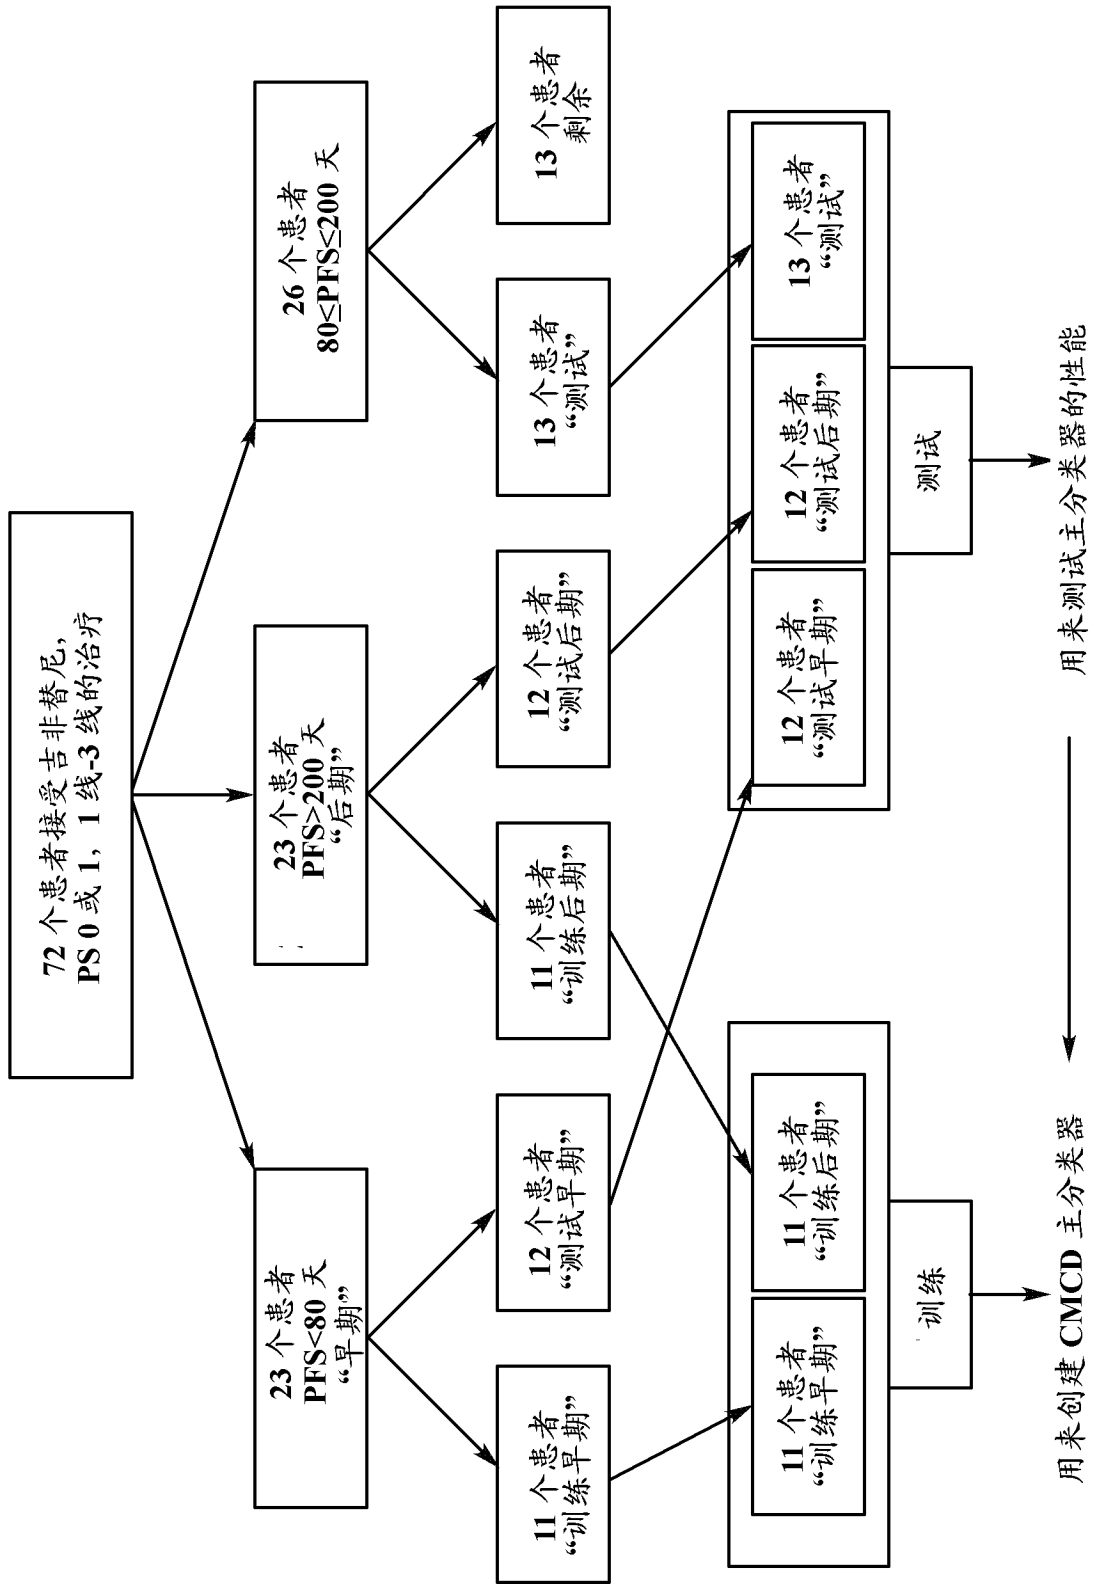 72 个患者接受吉非替尼,
PS 0 或 1, 1 线-3 线的治疗
23 个患者
PFS<80 天
“早期”
23 个患者
PFS>200 天
“后期”
26 个患者
80≤PFS≤200 天
11 个患者
“训练早期”
12 个患者
“测试早期”
11 个患者
“训练后期”
12 个患者
“测试后期”
13 个患者
“测试”
13 个患者
剩余
11 个患者
“训练早期”
11 个患者
“训练后期”
12 个患者
“测试早期”
12 个患者
“测试后期”
13 个患者
“测试”
训练
测试
用来创建 CMCD 主分类器
用来测试主分类器的性能